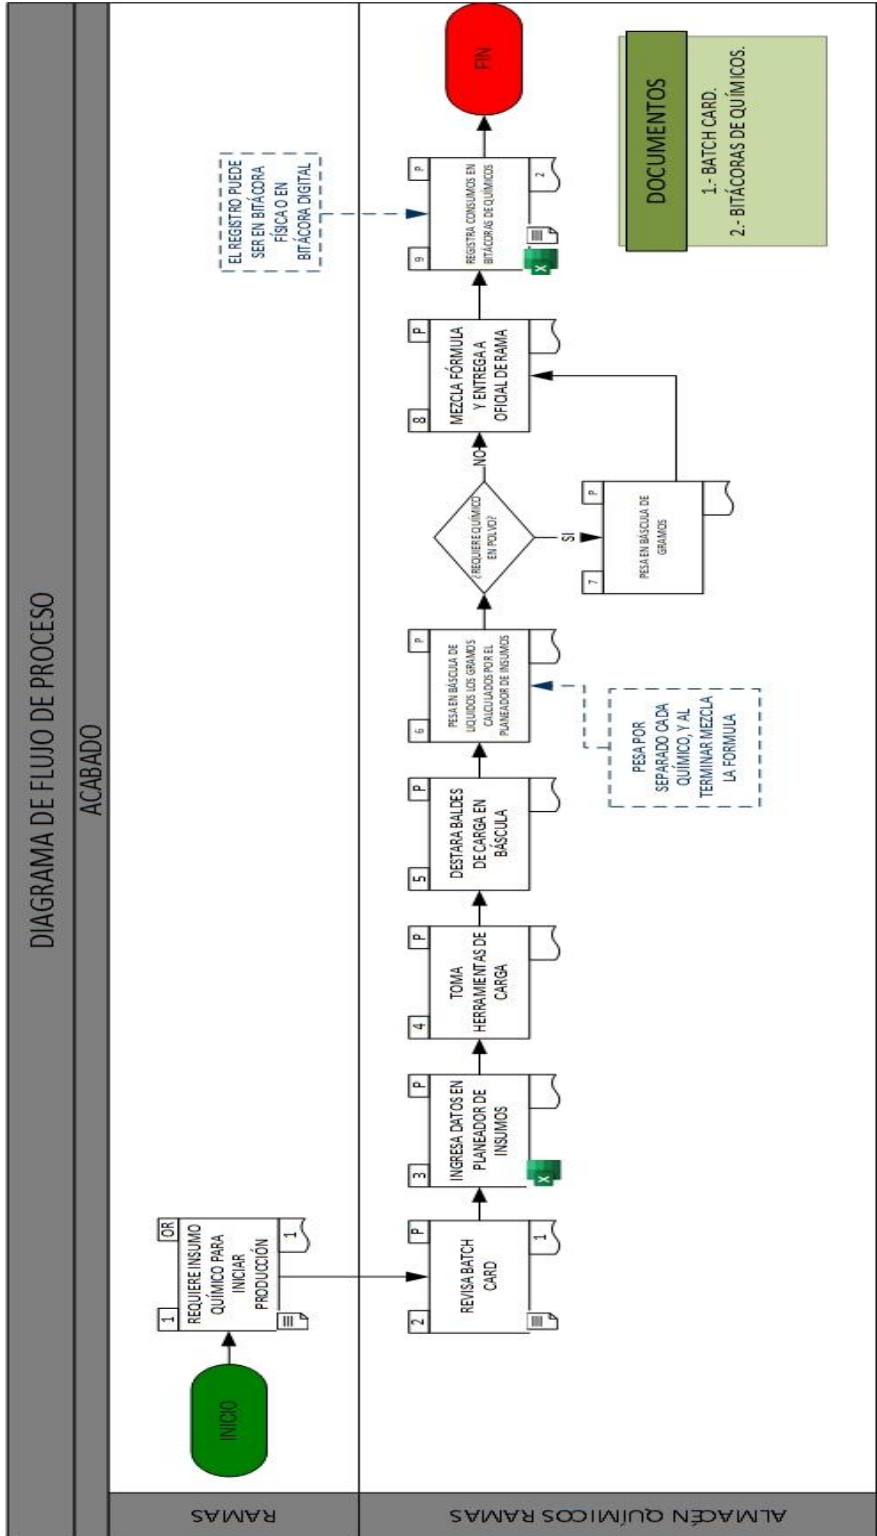 DIAGRAMA DE FLUJO DE PROCESO
ACABADO
RAMAS
INICIO
1
OR
REQUIERE INSUMO
QUÍMICO PARA
INICIAR
PRODUCCIÓN
1
ALMACÉN QUÍMICOS RAMAS
2
P
REVISA BATCH
CARD
1
3
P
INGRESA DATOS EN
PLANEADOR DE
INSUMOS
X
4
P
TOMA
HERRAMIENTAS DE
CARGA
5
P
DESTARA BALDES
DE CARGA EN
BÁSCULA
6
P
PESA EN BÁSCULA DE
LIQUIDOS LOS GRAMOS
CALCULADOS POR EL
PLANEADOR DE INSUMOS
PESA POR
SEPARADO CADA
QUÍMICO, Y AL
TERMINAR MEZCLA
LA FORMULA
¿REQUIERE QUÍMICO
EN POLVO?
SI
NO
7
P
PESA EN BÁSCULA DE
GRAMOS
8
P
MEZCLA FÓRMULA
Y ENTREGA A
OFICIAL DE RAMA
9
P
REGISTRA CONSUMOS EN
BITÁCORAS DE QUÍMICOS
X
2
EL REGISTRO PUEDE
SER EN BITÁCORA
FÍSICA O EN
BITÁCORA DIGITAL
FIN
DOCUMENTOS
1.- BATCH CARD.
2.- BITÁCORAS DE QUÍMICOS.